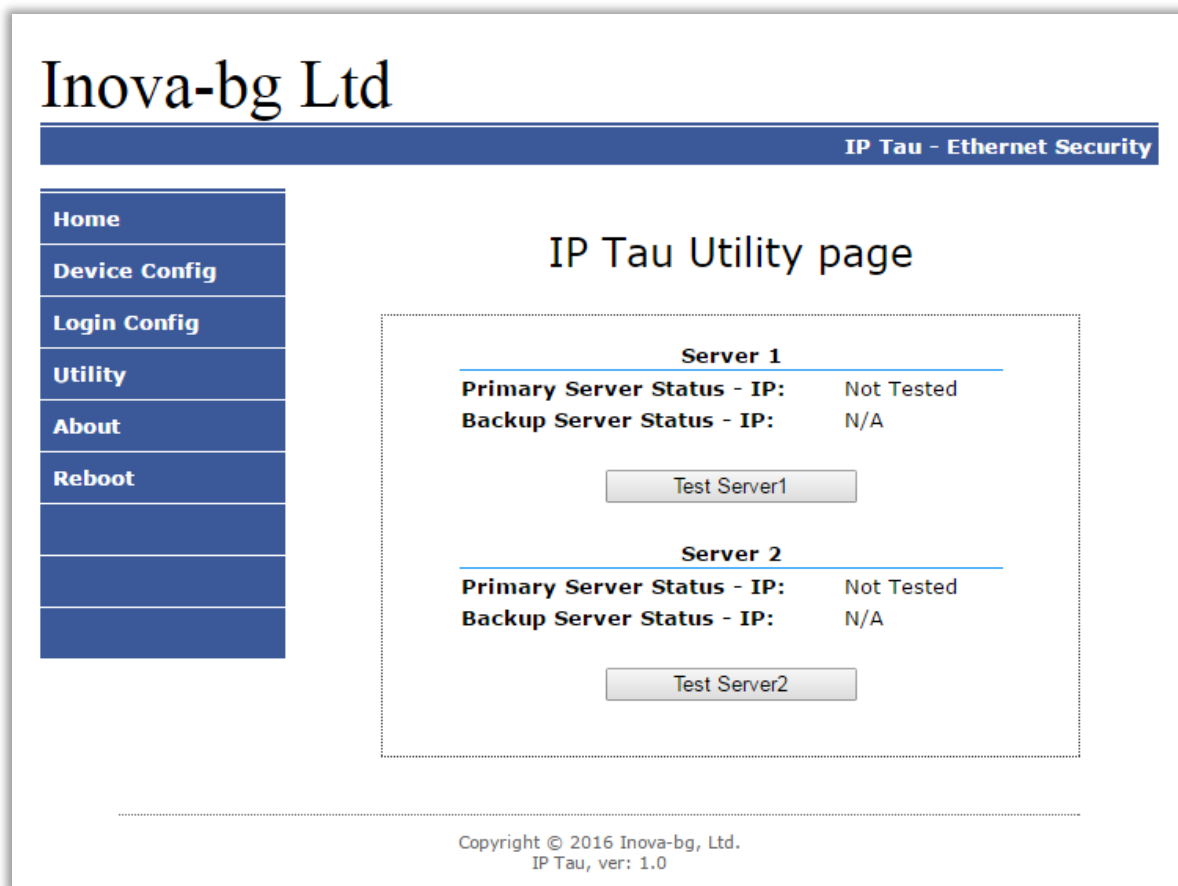 Inova-bg Ltd
IP Tau - Ethernet Security
Home
Device Config
Login Config
Utility
About
Reboot
IP Tau Utility page
Server 1
Primary Server Status - IP: Not Tested
Backup Server Status - IP: N/A
Test Server1
Server 2
Primary Server Status - IP: Not Tested
Backup Server Status - IP: N/A
Test Server2
Copyright © 2016 Inova-bg, Ltd.
IP Tau, ver: 1.0